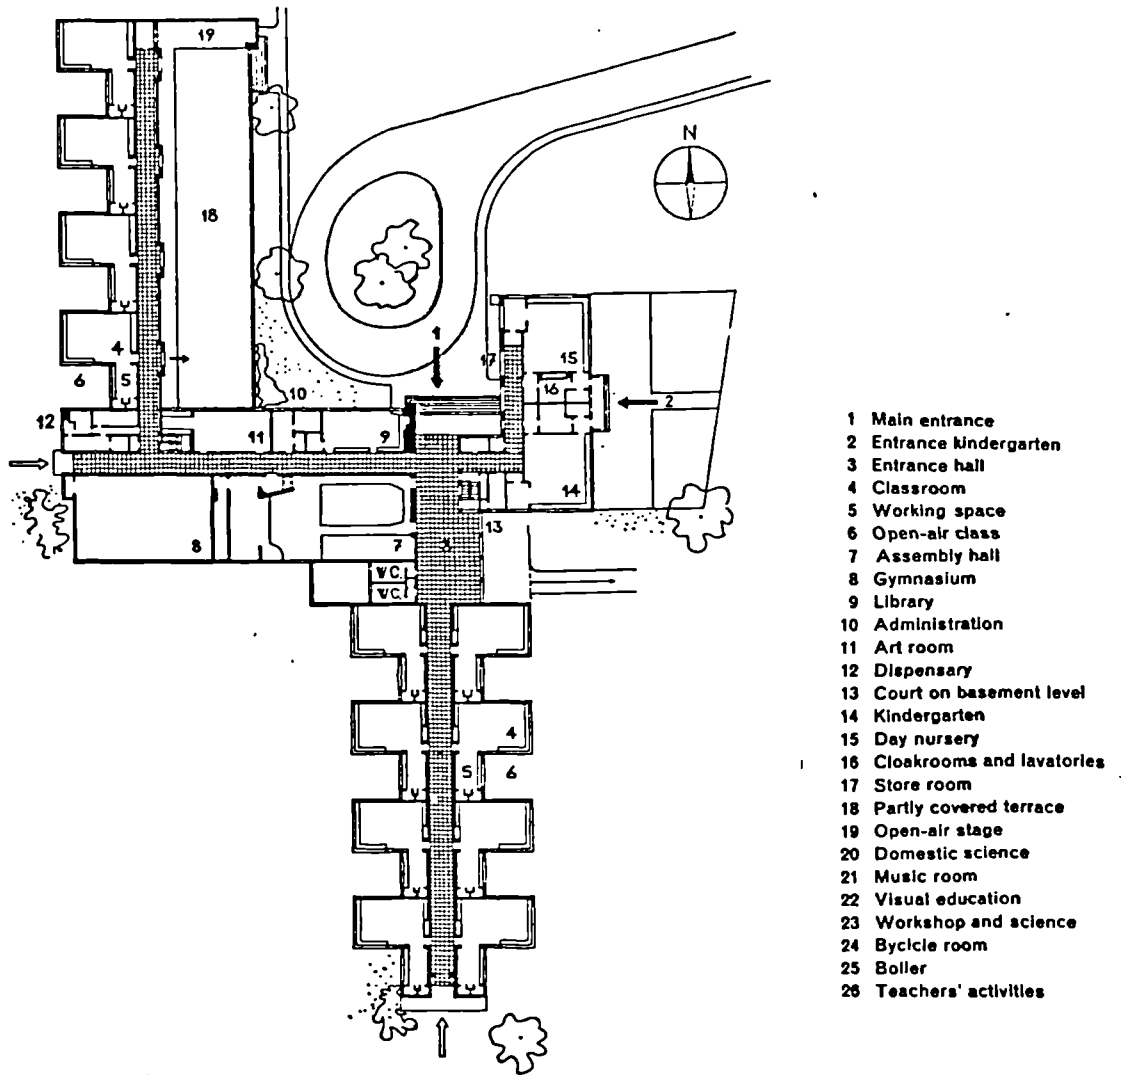 19
N
18
1
4
17
15
6
5
16
2
10
12
11
9
14
13
8
7
3
W.C.
W.C.
4
5
6
1 Main entrance
2 Entrance kindergarten
3 Entrance hall
4 Classroom
5 Working space
6 Open-air class
7 Assembly hall
8 Gymnasium
9 Library
10 Administration
11 Art room
12 Dispensary
13 Court on basement level
14 Kindergarten
15 Day nursery
16 Cloakrooms and lavatories
17 Store room
18 Partly covered terrace
19 Open-air stage
20 Domestic science
21 Music room
22 Visual education
23 Workshop and science
24 Bycicle room
25 Boiler
26 Teachers' activities